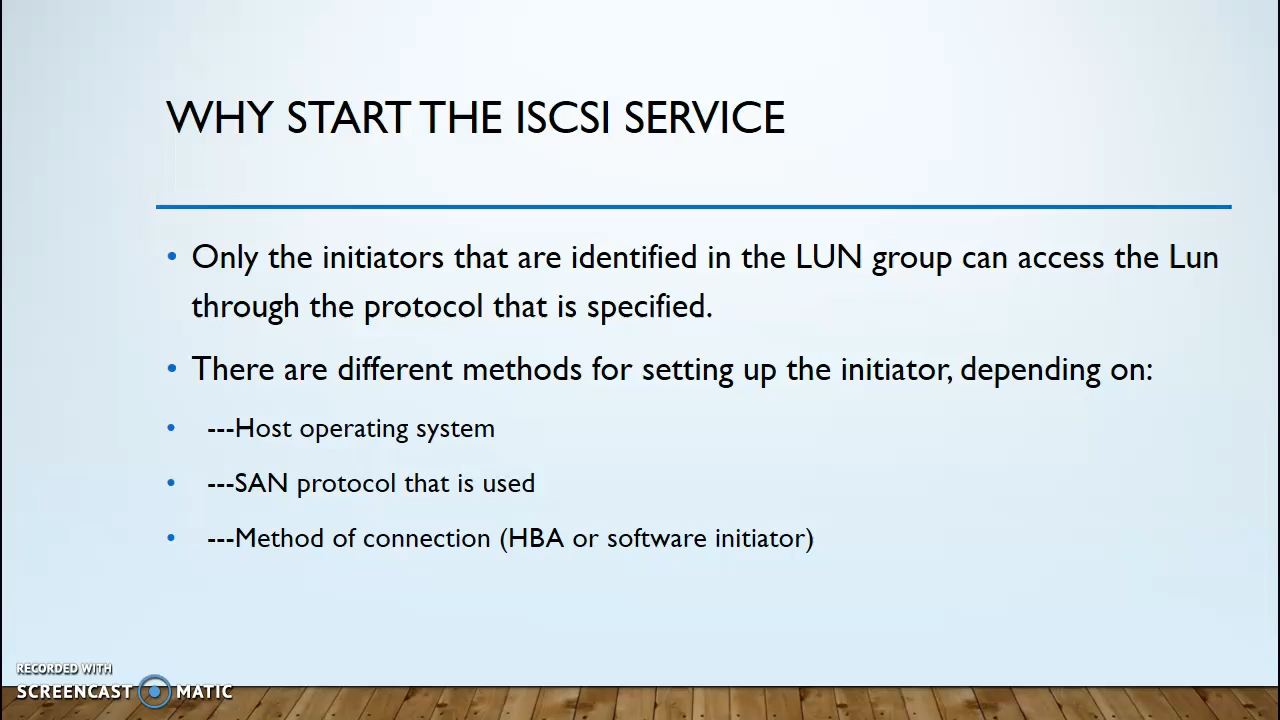 WHY START THE ISCSI SERVICE
• Only the initiators that are identified in the LUN group can access the Lun
through the protocol that is specified.
• There are different methods for setting up the initiator, depending on:
• ---Host operating system
• ---SAN protocol that is used
• ---Method of connection (HBA or software initiator)
RECORDED WITH
SCREENCAST MATIC